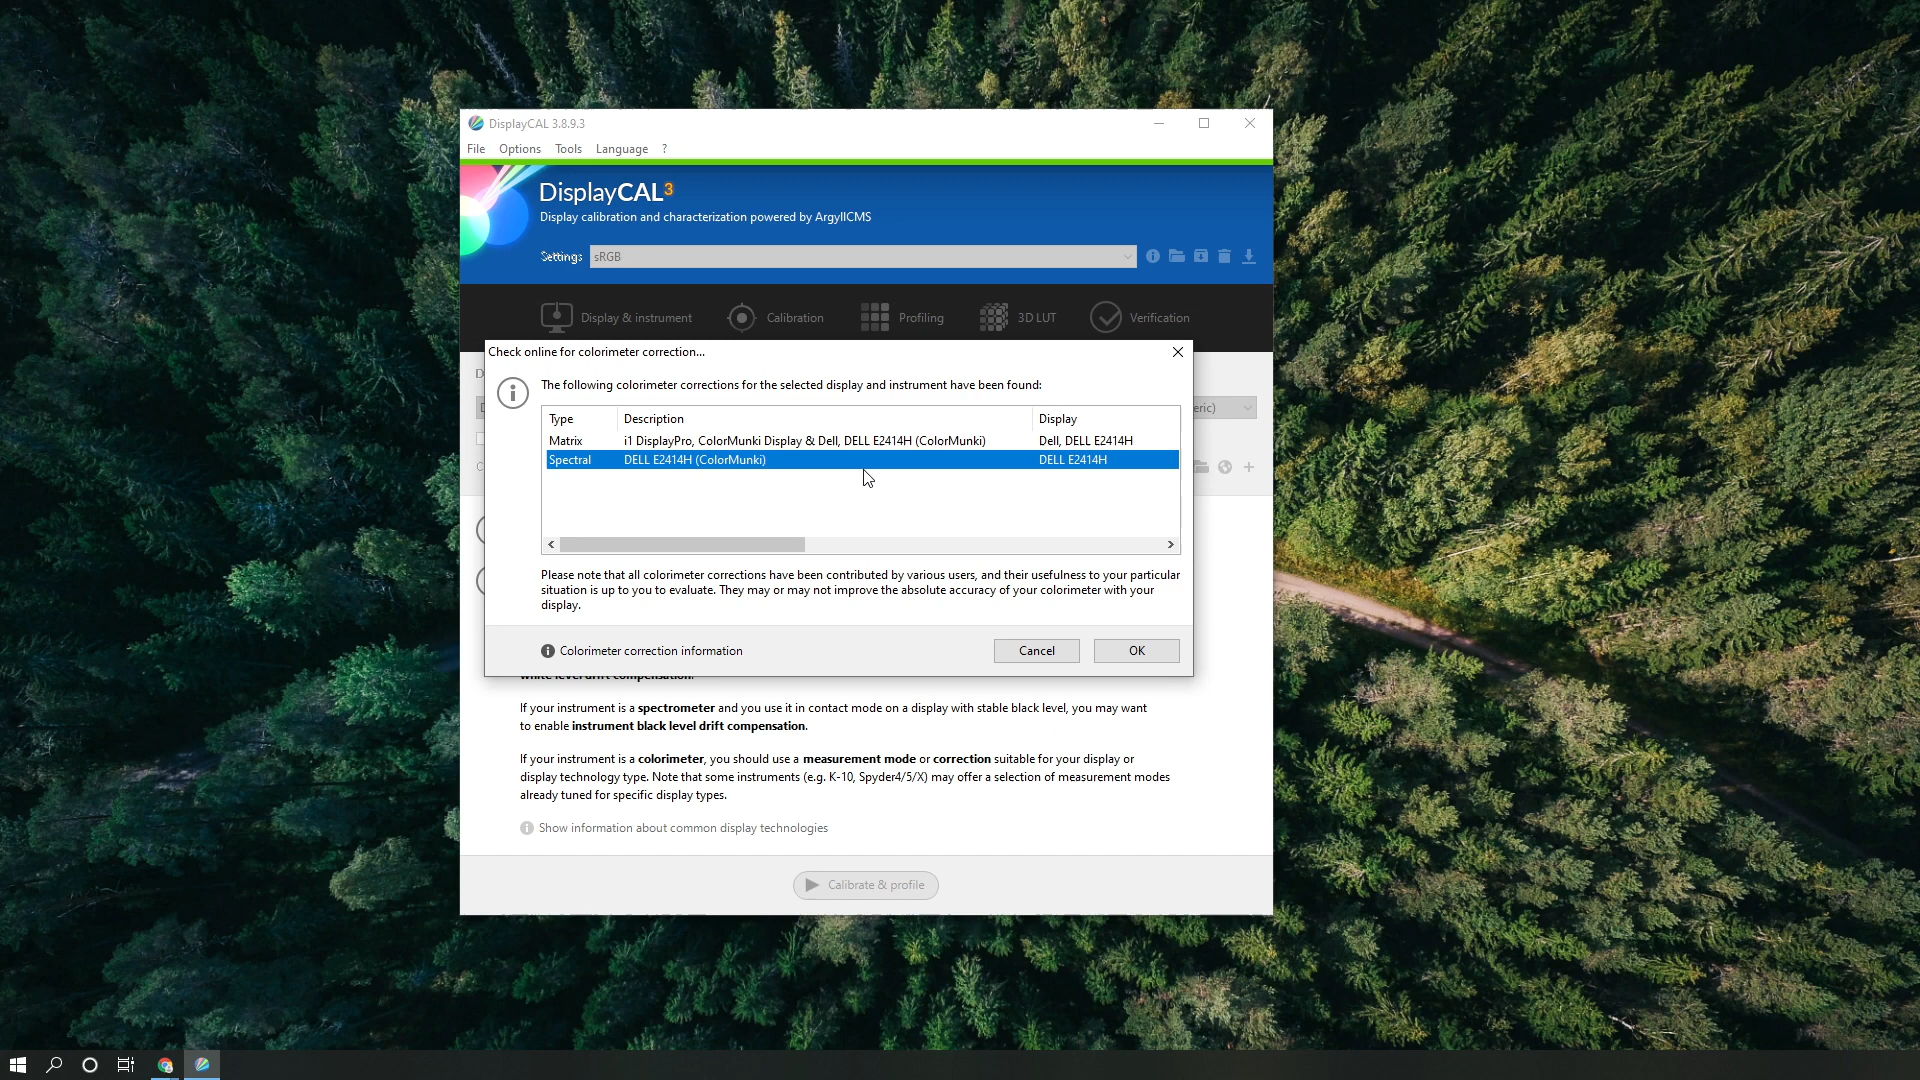 DisplayCAL 3.8.9.3
File Options Tools Language ?
DisplayCAL3
Display calibration and characterization powered by ArgyllCMS
Settings sRGB
Display & instrument Calibration Profiling 3D LUT Verification
Check online for colorimeter correction...
D
The following colorimeter corrections for the selected display and instrument have been found:
eric)
Type Description Display
Matrix i1 DisplayPro, ColorMunki Display & Dell, DELL E2414H (ColorMunki) Dell, DELL E2414H
Spectral DELL E2414H (ColorMunki) DELL E2414H
C
Please note that all colorimeter corrections have been contributed by various users, and their usefulness to your particular
situation is up to you to evaluate. They may or may not improve the absolute accuracy of your colorimeter with your
display.
Colorimeter correction information Cancel OK
white level drift compensation.
If your instrument is a spectrometer and you use it in contact mode on a display with stable black level, you may want
to enable instrument black level drift compensation.
If your instrument is a colorimeter, you should use a measurement mode or correction suitable for your display or
display technology type. Note that some instruments (e.g. K-10, Spyder4/5/X) may offer a selection of measurement modes
already tuned for specific display types.
Show information about common display technologies
Calibrate & profile